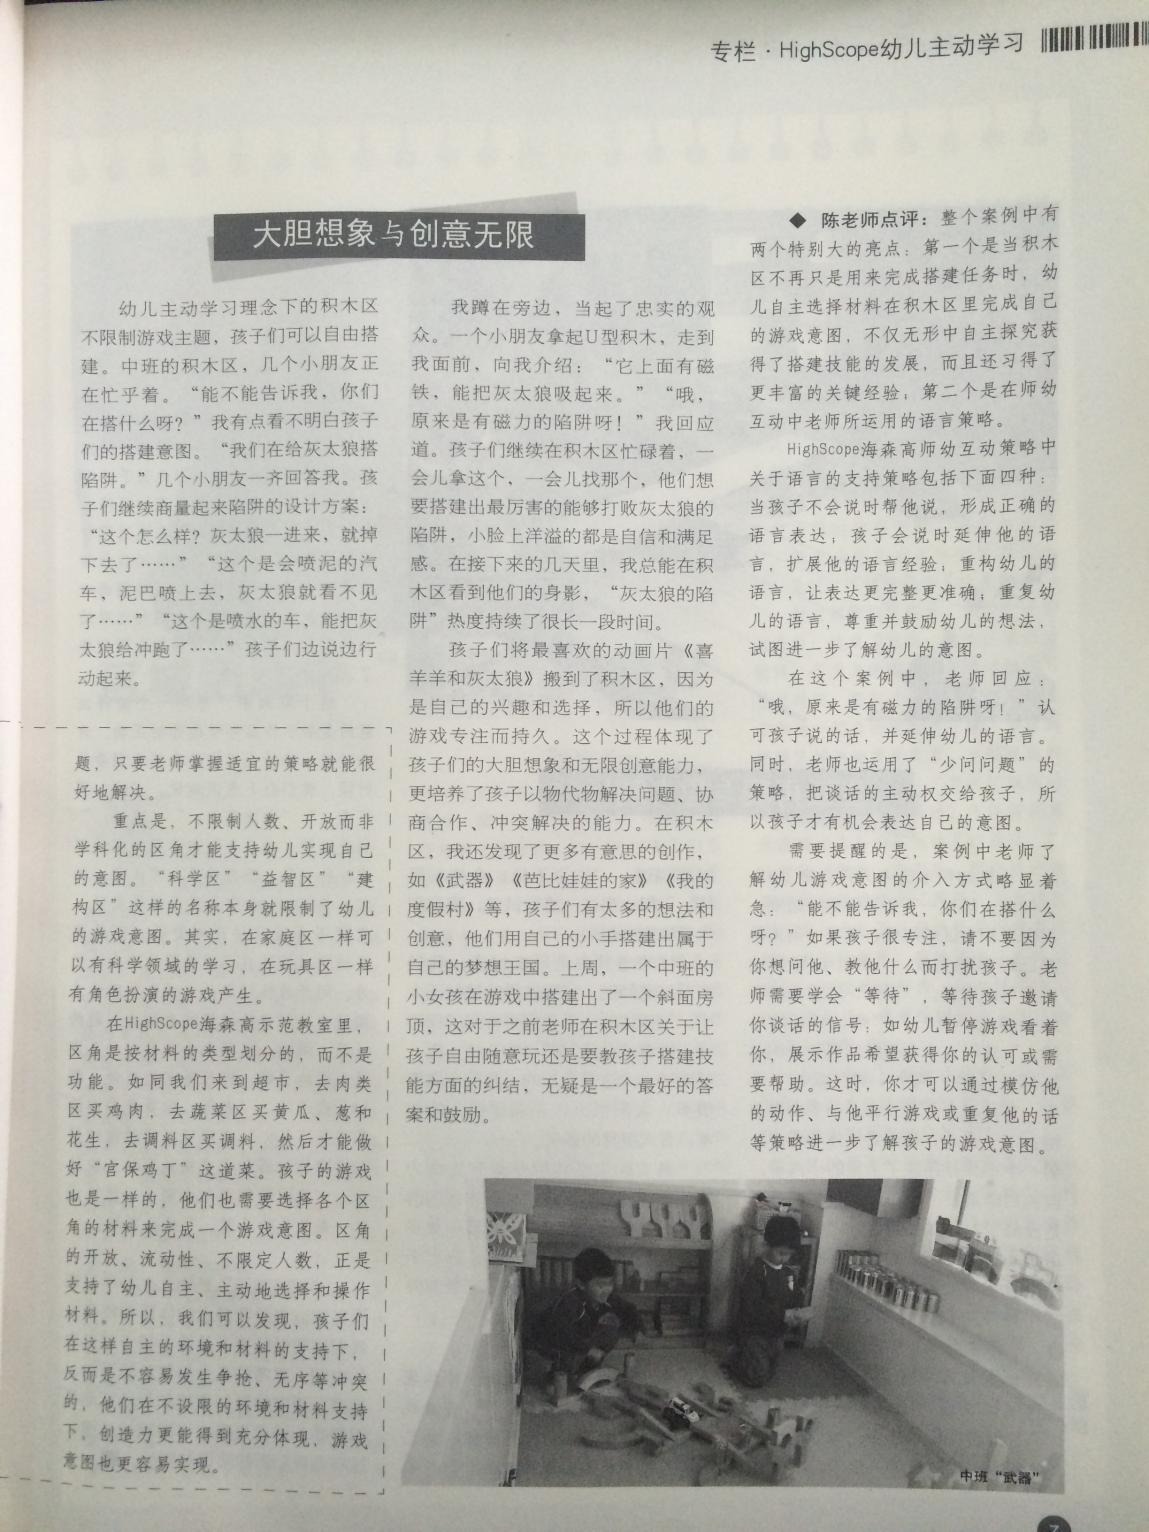 专栏·HighScope幼儿主动学习
大胆想象与创意无限
幼儿主动学习理念下的积木区
不限制游戏主题，孩子们可以自由搭
建。中班的积木区，几个小朋友正
在忙乎着。“能不能告诉我，你们
在搭什么呀？”我有点看不明白孩子
们的搭建意图。“我们在给灰太狼搭
陷阱。”几个小朋友一齐回答我。孩
子们继续商量起来陷阱的设计方案：
“这个怎么样？灰太狼一进来，就掉
下去了……”“这个是会喷泥的汽
车，泥巴喷上去，灰太狼就看不见
了……”“这个是喷水的车，能把灰
太狼给冲跑了……”孩子们边说边行
动起来。
我蹲在旁边，当起了忠实的观
众。一个小朋友拿起U型积木，走到
我面前，向我介绍：“它上面有磁
铁，能把灰太狼吸起来。”“哦，
原来是有磁力的陷阱呀！”我回应
道。孩子们继续在积木区忙碌着，一
会儿拿这个，一会儿找那个，他们想
要搭建出最厉害的能够打败灰太狼的
陷阱，小脸上洋溢的都是自信和满足
感。在接下来的几天里，我总能在积
木区看到他们的身影，“灰太狼的陷
阱”热度持续了很长一段时间。
孩子们将最喜欢的动画片《喜
羊羊和灰太狼》搬到了积木区，因为
是自己的兴趣和选择，所以他们的
游戏专注而持久。这个过程体现了
孩子们的大胆想象和无限创意能力，
更培养了孩子以物代物解决问题、协
商合作、冲突解决的能力。在积木
区，我还发现了更多有意思的创作，
如《武器》《芭比娃娃的家》《我的
度假村》等，孩子们有太多的想法和
创意，他们用自己的小手搭建出属于
自己的梦想王国。上周，一个中班的
小女孩在游戏中搭建出了一个斜面房
顶，这对于之前老师在积木区关于让
孩子自由随意玩还是要教孩子搭建技
能方面的纠结，无疑是一个最好的答
案和鼓励。
◆ 陈老师点评：整个案例中有
两个特别大的亮点：第一个是当积木
区不再只是用来完成搭建任务时，幼
儿自主选择材料在积木区里完成自己
的游戏意图，不仅无形中自主探究获
得了搭建技能的发展，而且还习得了
更丰富的关键经验；第二个是在师幼
互动中老师所运用的语言策略。
HighScope海森高师幼互动策略中
关于语言的支持策略包括下面四种：
当孩子不会说时帮他说，形成正确的
语言表达；孩子会说时延伸他的语
言，扩展他的语言经验；重构幼儿的
语言，让表达更完整更准确；重复幼
儿的语言，尊重并鼓励幼儿的想法，
试图进一步了解幼儿的意图。
在这个案例中，老师回应：
“哦，原来是有磁力的陷阱呀！”认
可孩子说的话，并延伸幼儿的语言。
同时，老师也运用了“少问问题”的
策略，把谈话的主动权交给孩子，所
以孩子才有机会表达自己的意图。
需要提醒的是，案例中老师了
解幼儿游戏意图的介入方式略显着
急：“能不能告诉我，你们在搭什么
呀？”如果孩子很专注，请不要因为
你想问他、教他什么而打扰孩子。老
师需要学会“等待”，等待孩子邀请
你谈话的信号：如幼儿暂停游戏看着
你，展示作品希望获得你的认可或需
要帮助。这时，你才可以通过模仿他
的动作、与他平行游戏或重复他的话
等策略进一步了解孩子的游戏意图。
题，只要老师掌握适宜的策略就能很
好地解决。
重点是，不限制人数、开放而非
学科化的区角才能支持幼儿实现自己
的意图。“科学区”“益智区”“建
构区”这样的名称本身就限制了幼儿
的游戏意图。其实，在家庭区一样可
以有科学领域的学习，在玩具区一样
有角色扮演的游戏产生。
在HighScope海森高示范教室里，
区角是按材料的类型划分的，而不是
功能。如同我们来到超市，去肉类
区买鸡肉，去蔬菜区买黄瓜、葱和
花生，去调料区买调料，然后才能做
好“宫保鸡丁”这道菜。孩子的游戏
也是一样的，他们也需要选择各个区
角的材料来完成一个游戏意图。区角
的开放、流动性、不限定人数，正是
支持了幼儿自主、主动地选择和操作
材料。所以，我们可以发现，孩子们
在这样自主的环境和材料的支持下，
反而是不容易发生争抢、无序等冲突
的，他们在不设限的环境和材料支持
下，创造力更能得到充分体现，游戏
意图也更容易实现。
中班“武器”
7